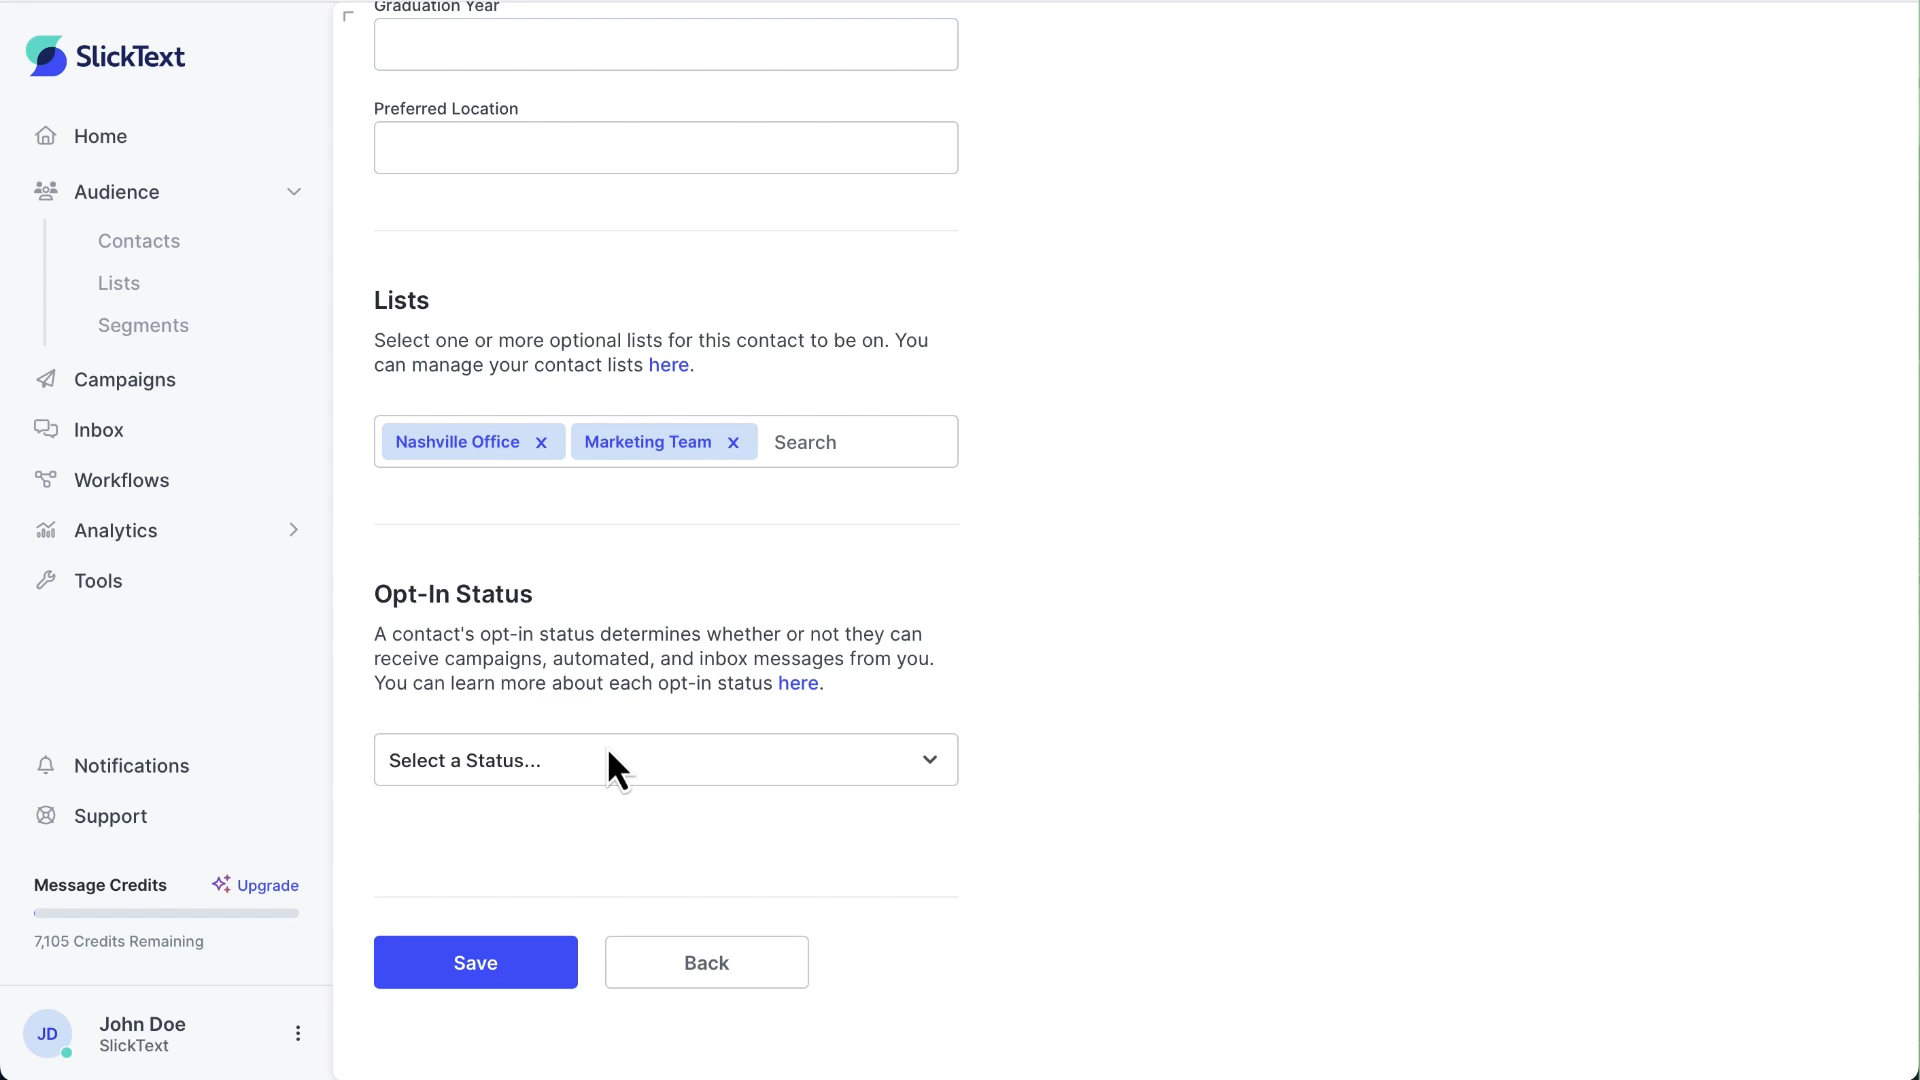 SlickText
Home
Audience
Contacts
Lists
Segments
Campaigns
Inbox
Workflows
Analytics
Tools
Notifications
Support
Message Credits
Upgrade
7,105 Credits Remaining
JD
John Doe
SlickText
Graduation Year
Preferred Location
Lists
Select one or more optional lists for this contact to be on. You
can manage your contact lists here.
Nashville Office x Marketing Team x Search
Opt-In Status
A contact's opt-in status determines whether or not they can
receive campaigns, automated, and inbox messages from you.
You can learn more about each opt-in status here.
Select a Status...
Save
Back